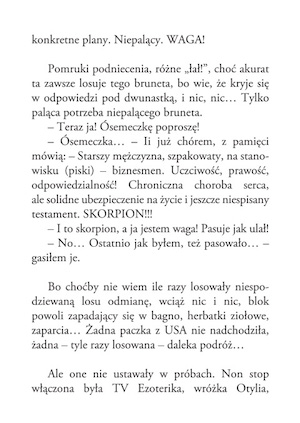 konkretne plany. Niepalący. WAGA!
Pomruki podniecenia, różne „łał!”, choć akurat
ta zawsze losuje tego bruneta, bo wie, że kryje się
w odpowiedzi pod dwunastką, i nic, nic… Tylko
paląca potrzeba niepalącego bruneta.
– Teraz ja! Ósemeczkę poproszę!
– Ósemeczka… – Ii już chórem, z pamięci
mówią: – Starszy mężczyzna, szpakowaty, na stano-
wisku (piski) – biznesmen. Uczciwość, prawość,
odpowiedzialność! Chroniczna choroba serca,
ale solidne ubezpieczenie na życie i jeszcze niespisany
testament. SKORPION!!!
– I to skorpion, a ja jestem waga! Pasuje jak ulał!
– No… Ostatnio jak byłem, też pasowało… –
gasiłem je.
Bo choćby nie wiem ile razy losowały niespo-
dziewaną losu odmianę, wciąż nic i nic, blok
powoli zapadający się w bagno, herbatki ziołowe,
zaparcia… Żadna paczka z USA nie nadchodziła,
żadna – tyle razy losowana – daleka podróż…
Ale one nie ustawały w próbach. Non stop
włączona była TV Ezoterika, wróżka Otylia,